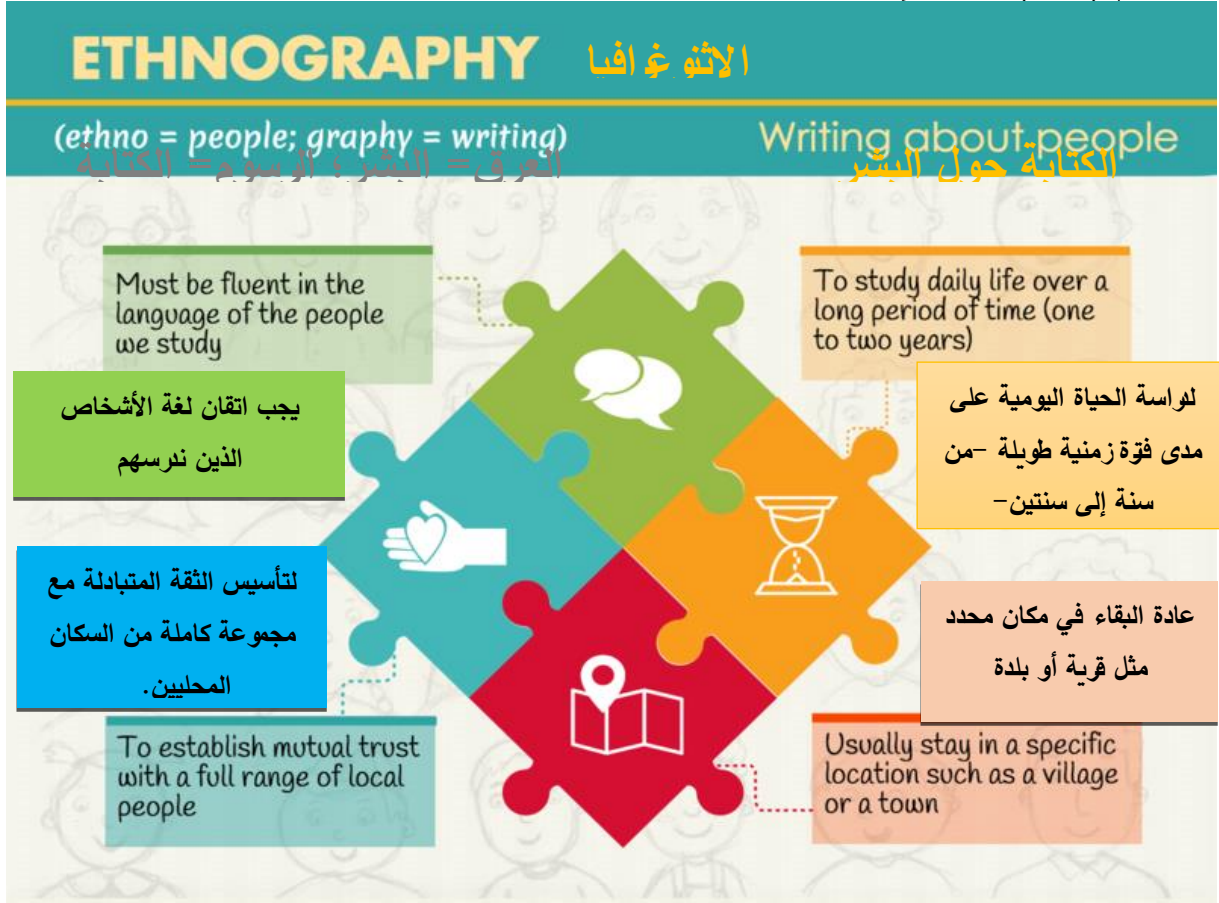 ETHNOGRAPHY الاثنوغرافيا
(ethno = people; graphy = writing)
Writing about people
العرق= البشر؛ الرسوم= الكتابة
الكتابة حول البشر
Must be fluent in the
language of the people
we study
يجب اتقان لغة الأشخاص
الذين ندرسهم
To study daily life over a
long period of time (one
to two years)
لدراسة الحياة اليومية على
مدى فترة زمنية طويلة -من
سنة إلى سنتين-
لتأسيس الثقة المتبادلة مع
مجموعة كاملة من السكان
المحليين.
To establish mutual trust
with a full range of local
people
عادة البقاء في مكان محدد
مثل قرية أو بلدة
Usually stay in a specific
location such as a village
or a town